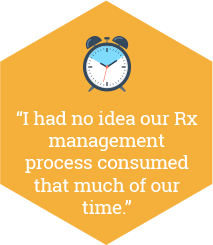 “I had no idea our Rx
management
process consumed
that much of our
time.”